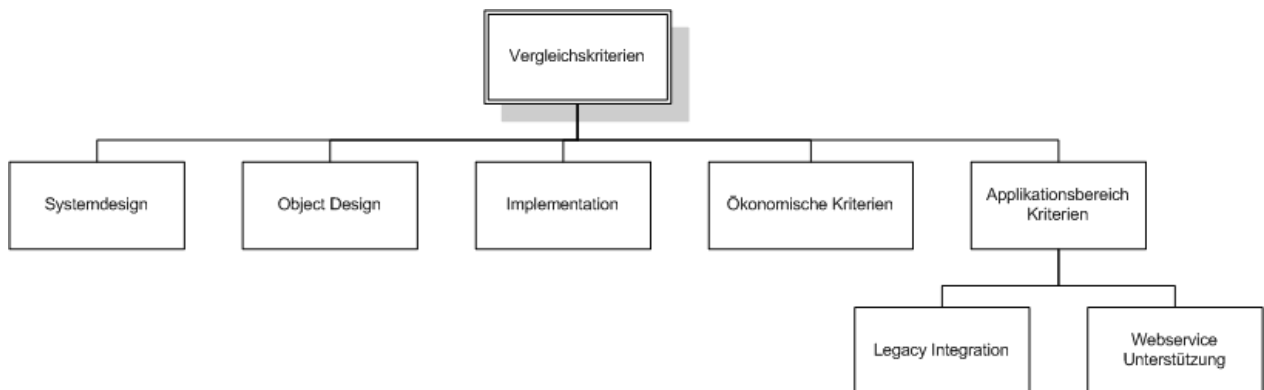 Vergleichskriterien
Systemdesign
Object Design
Implementation
Ökonomische Kriterien
Applikationsbereich
Kriterien
Legacy Integration
Webservice
Unterstützung